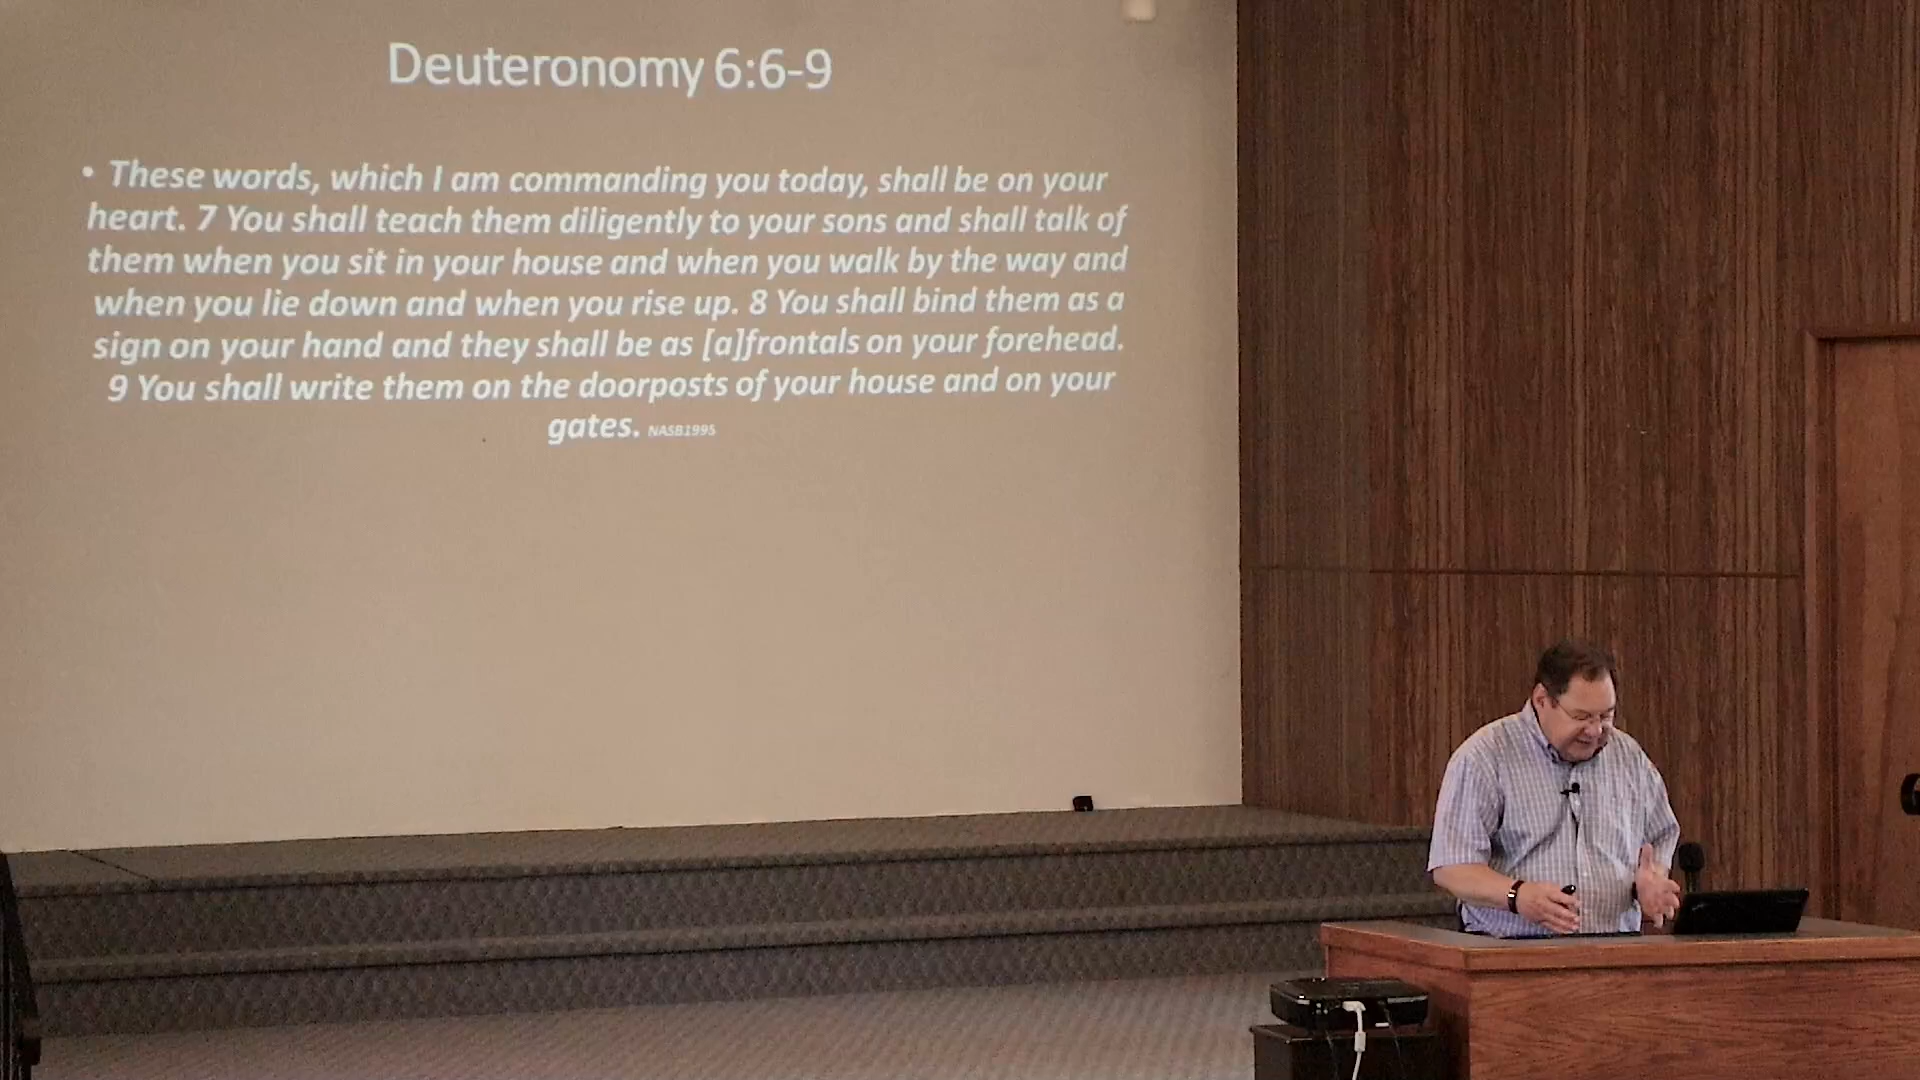 Deuteronomy 6:6-9
• These words, which I am commanding you today, shall be on your
heart. 7 You shall teach them diligently to your sons and shall talk of
them when you sit in your house and when you walk by the way and
when you lie down and when you rise up. 8 You shall bind them as a
sign on your hand and they shall be as [a]frontals on your forehead.
9 You shall write them on the doorposts of your house and on your
gates. NASB1995